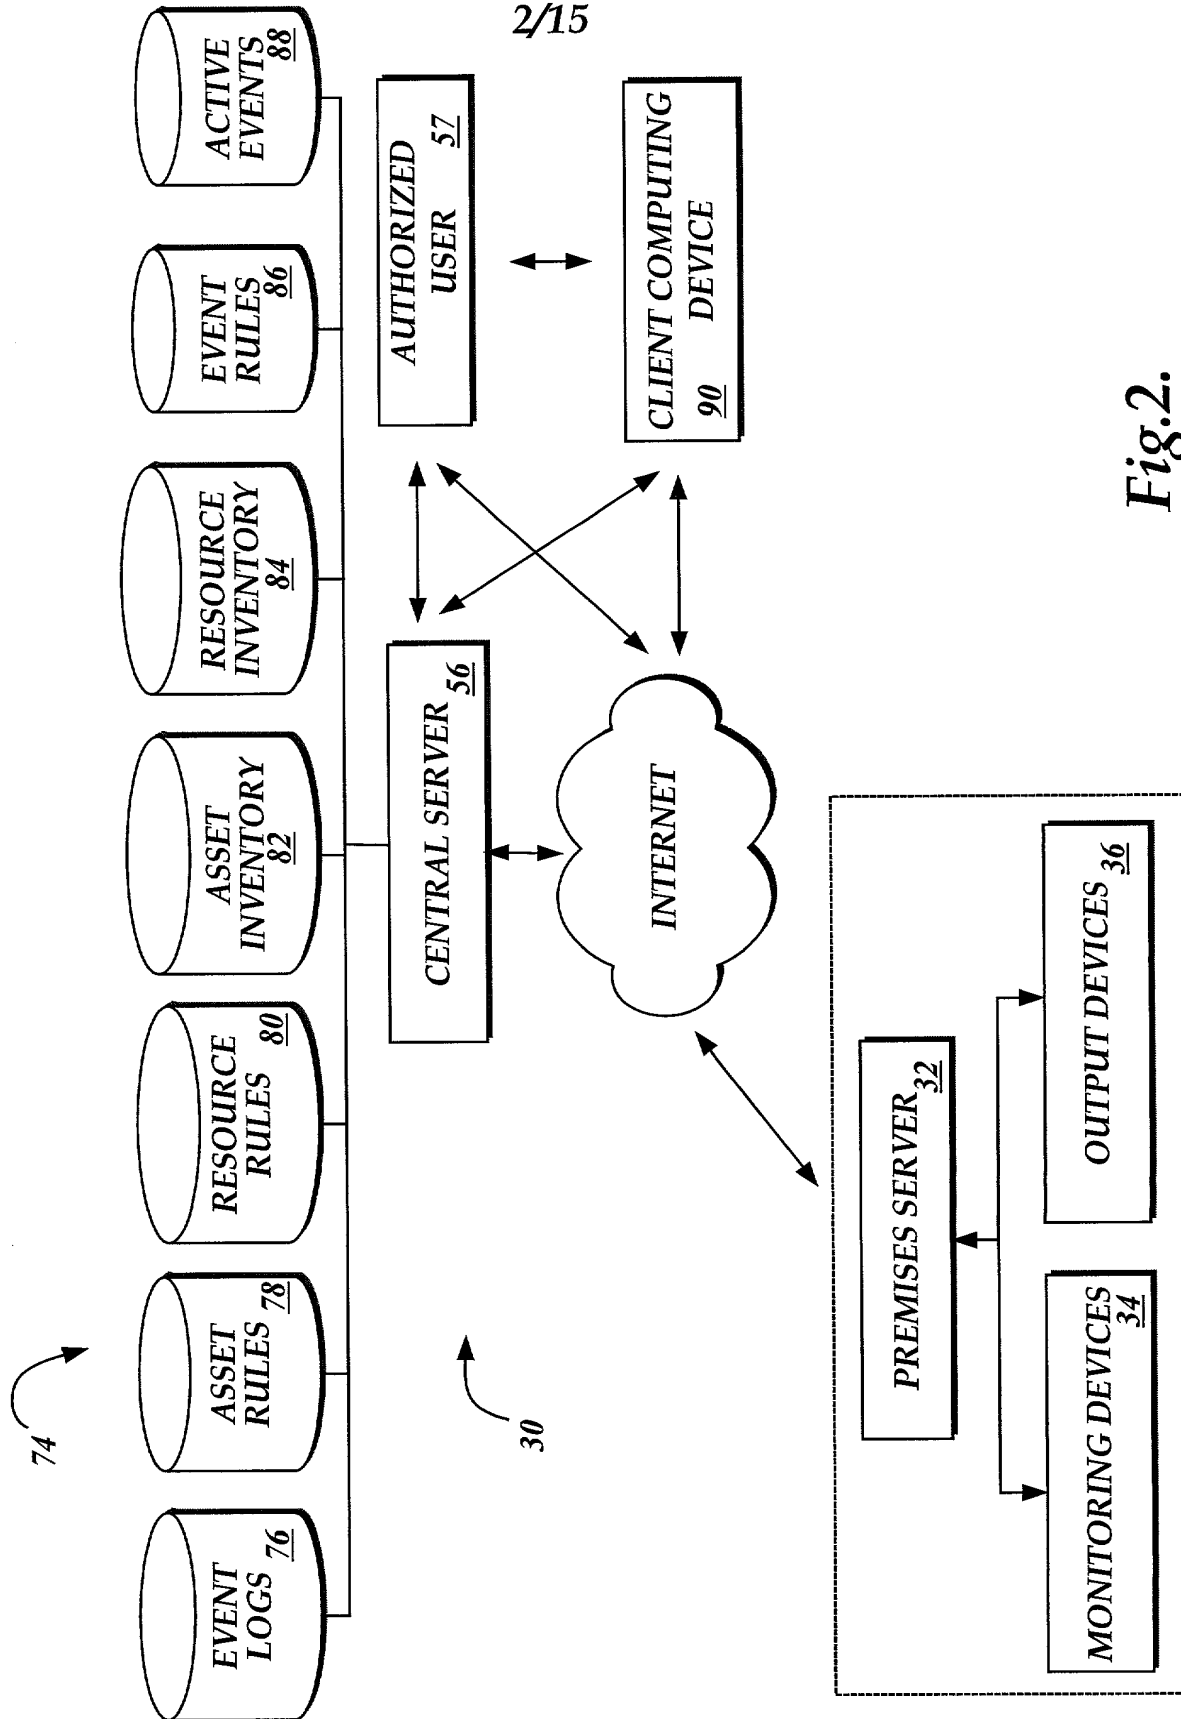 2/15
74
EVENT
LOGS
76
ASSET
RULES
78
RESOURCE
RULES
80
ASSET
INVENTORY
82
RESOURCE
INVENTORY
84
EVENT
RULES
86
ACTIVE
EVENTS
88
30
CENTRAL SERVER
56
AUTHORIZED
USER 57
INTERNET
CLIENT COMPUTING
90 DEVICE
PREMISES SERVER
32
MONITORING DEVICES
34
OUTPUT DEVICES
36
Fig.2.